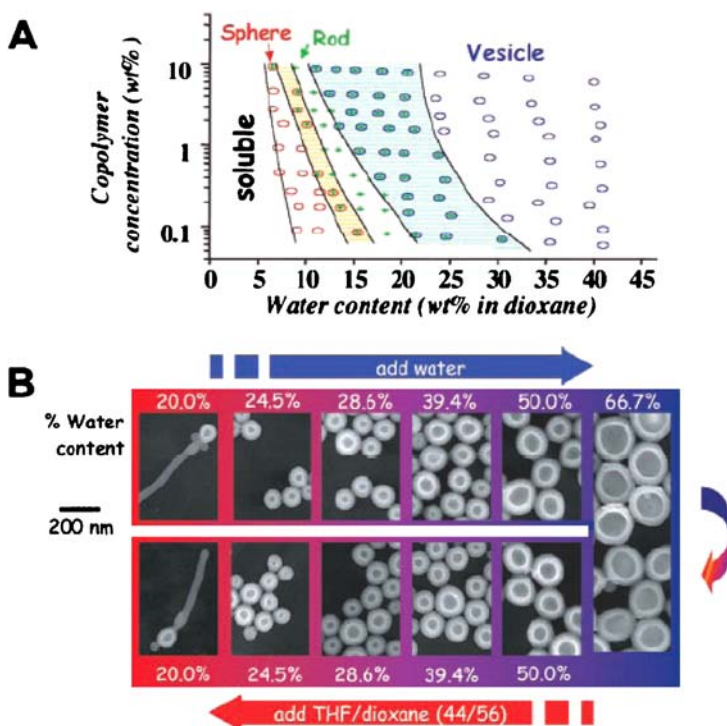 A
Sphere
Rod
Vesicle
soluble
Copolymer
concentration (wt%)
10
1
0.1
0 5 10 15 20 25 30 35 40 45
Water content (wt% in dioxane)
B
add water
% Water
content
20.0% 24.5% 28.6% 39.4% 50.0% 66.7%
200 nm
20.0% 24.5% 28.6% 39.4% 50.0%
add THF/dioxane (44/56)